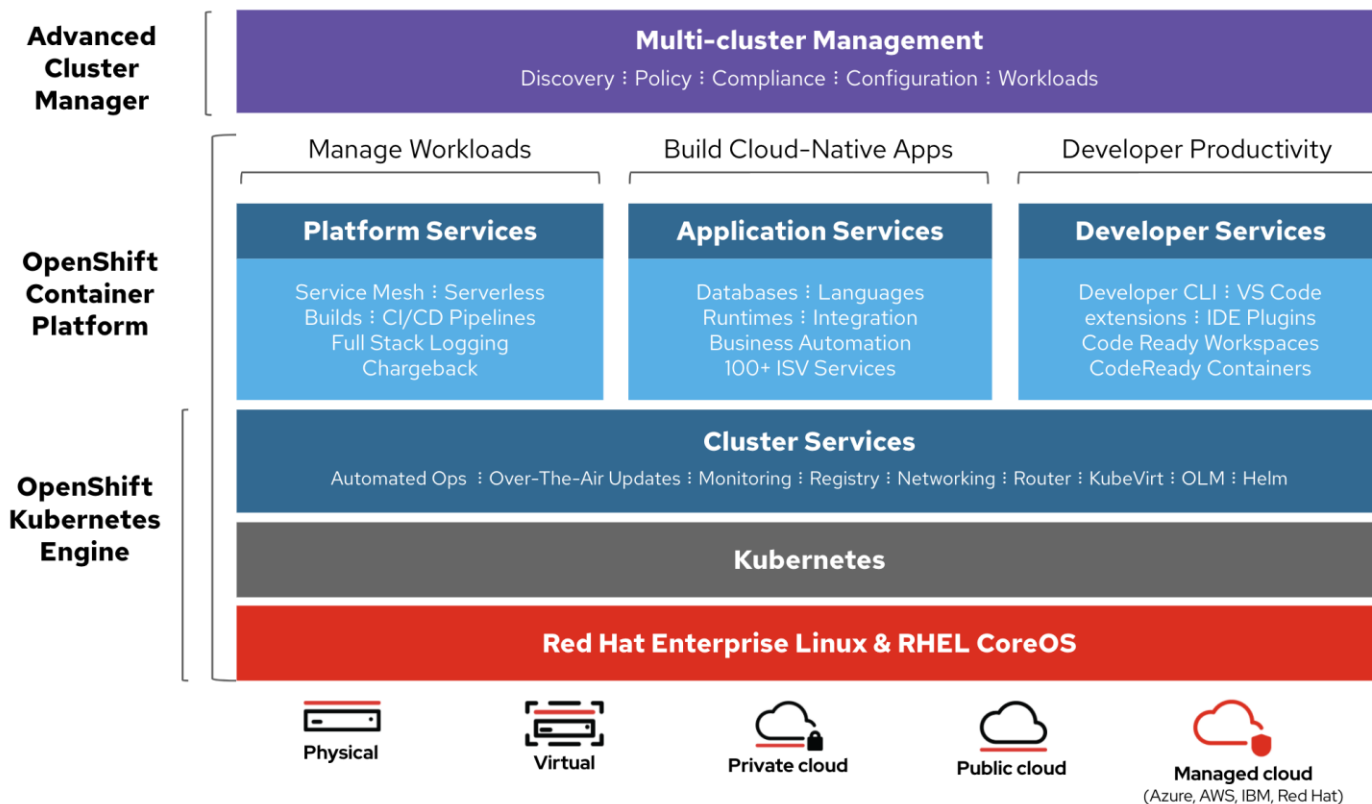 Advanced
Cluster
Manager
Multi-cluster Management
Discovery ⋮ Policy ⋮ Compliance ⋮ Configuration ⋮ Workloads
Manage Workloads
Build Cloud-Native Apps
Developer Productivity
OpenShift
Container
Platform
Platform Services
Service Mesh ⋮ Serverless
Builds ⋮ CI/CD Pipelines
Full Stack Logging
Chargeback
Application Services
Databases ⋮ Languages
Runtimes ⋮ Integration
Business Automation
100+ ISV Services
Developer Services
Developer CLI ⋮ VS Code
extensions ⋮ IDE Plugins
Code Ready Workspaces
CodeReady Containers
OpenShift
Kubernetes
Engine
Cluster Services
Automated Ops ⋮ Over-The-Air Updates ⋮ Monitoring ⋮ Registry ⋮ Networking ⋮ Router ⋮ KubeVirt ⋮ OLM ⋮ Helm
Kubernetes
Red Hat Enterprise Linux & RHEL CoreOS
Physical
Virtual
Private cloud
Public cloud
Managed cloud
(Azure, AWS, IBM, Red Hat)